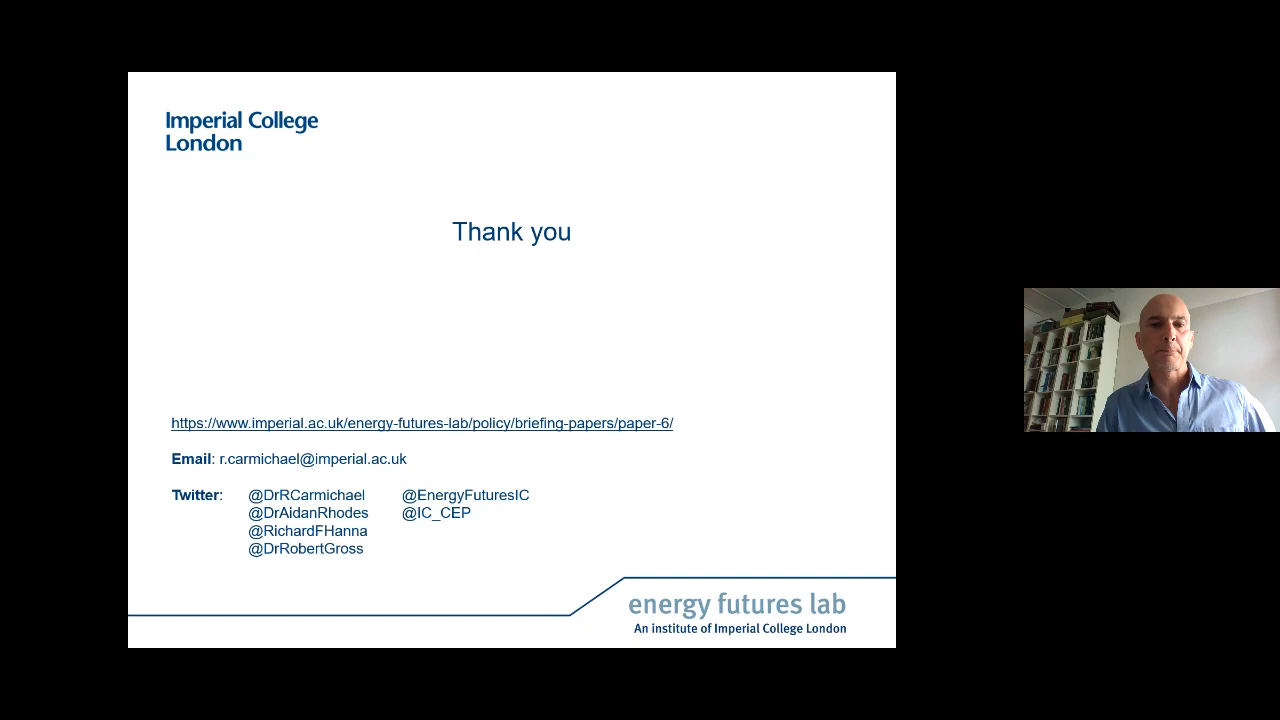 Imperial College
London
Thank you
https://www.imperial.ac.uk/energy-futures-lab/policy/briefing-papers/paper-6/
Email: r.carmichael@imperial.ac.uk
Twitter: @DrRCarmichael @EnergyFuturesIC
@DrAidanRhodes @IC_CEP
@RichardFHanna
@DrRobertGross
energy futures lab
An institute of Imperial College London